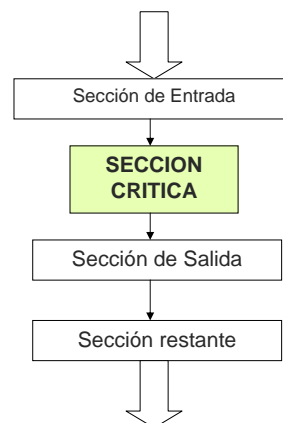 Sección de Entrada
SECCION
CRITICA
Sección de Salida
Sección restante